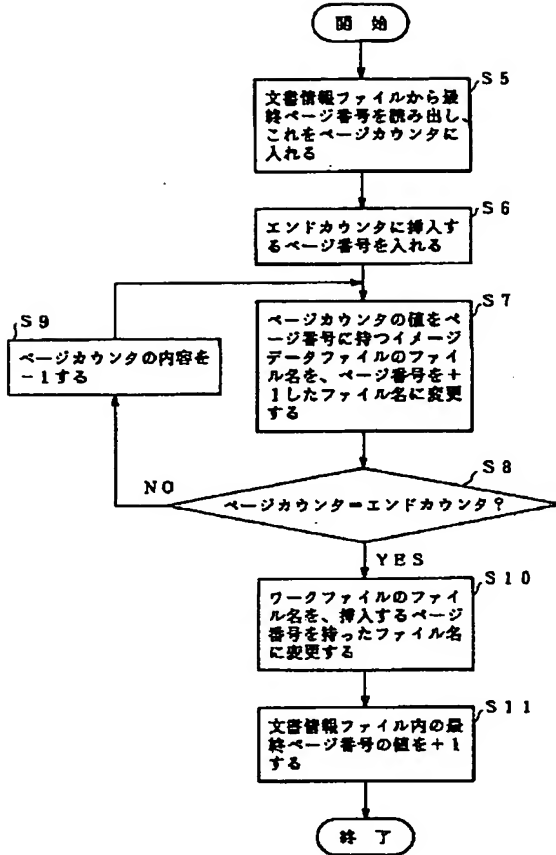 開 始
S5
文書情報ファイルから最
終ページ番号を読み出し、
これをページカウンタに
入れる
S6
エンドカウンタに挿入す
るページ番号を入れる
S7
ページカウンタの値をペ
ージ番号に持つイメージ
データファイルのファイ
ル名を、ページ番号を+
1したファイル名に変更
する
S9
ページカウンタの内容を
-1する
S8
ページカウンタ=エンドカウンタ?
NO
YES
S10
ワークファイルのファイ
ル名を、挿入するページ
番号を持ったファイル名
に変更する
S11
文書情報ファイル内の最
終ページ番号の値を+1
する
終 了